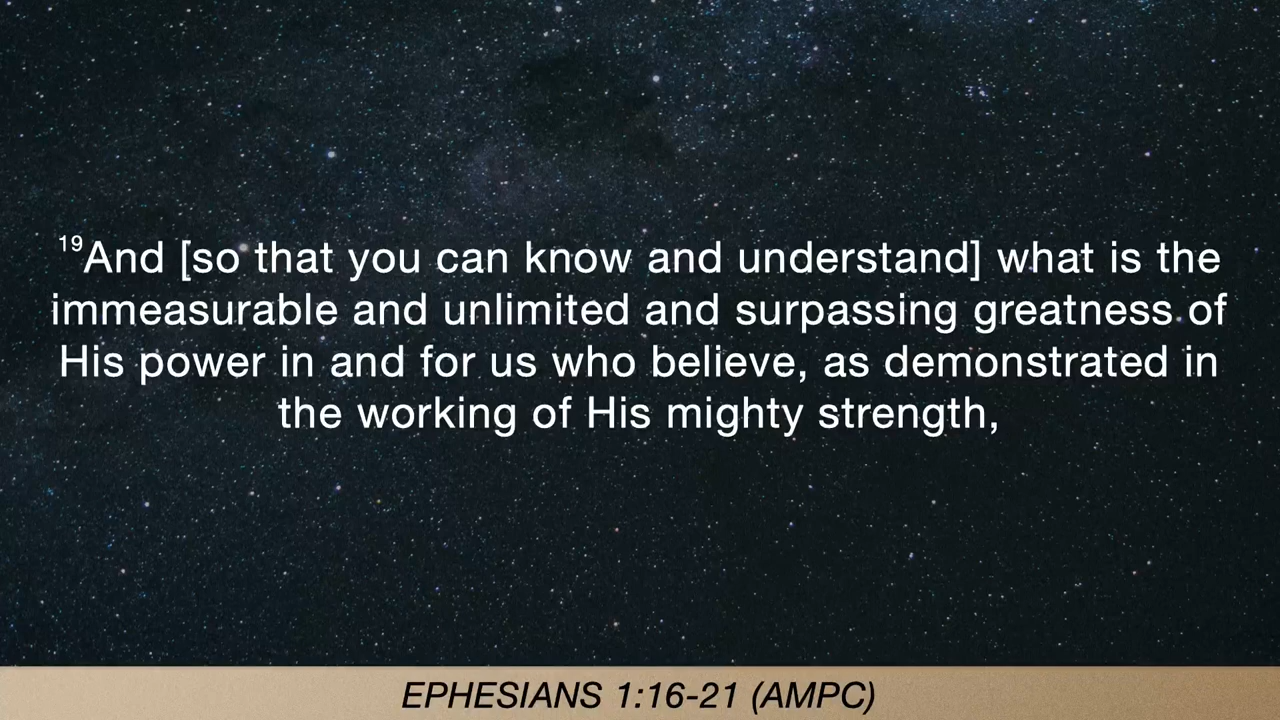 19And [so that you can know and understand] what is the
immeasurable and unlimited and surpassing greatness of
His power in and for us who believe, as demonstrated in
the working of His mighty strength,
EPHESIANS 1:16-21 (AMPC)